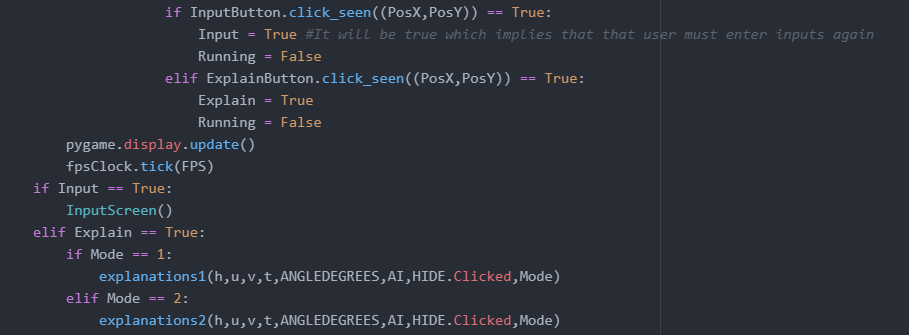 if InputButton.click_seen((PosX,PosY)) == True:
Input = True #It will be true which implies that that user must enter inputs again
Running = False
elif ExplainButton.click_seen((PosX,PosY)) == True:
Explain = True
Running = False
pygame.display.update()
fpsClock.tick(FPS)
if Input == True:
InputScreen()
elif Explain == True:
if Mode == 1:
explanations1(h,u,v,t,ANGLEDEGREES,AI,HIDE.Clicked,Mode)
elif Mode == 2:
explanations2(h,u,v,t,ANGLEDEGREES,AI,HIDE.Clicked,Mode)